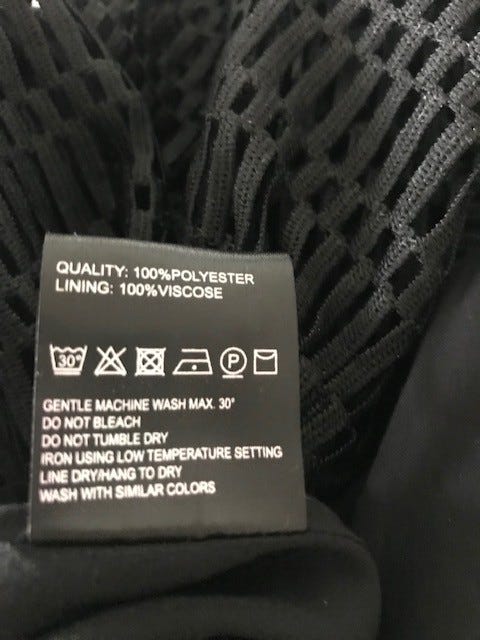 QUALITY: 100%POLYESTER
LINING: 100%VISCOSE
30° P
GENTLE MACHINE WASH MAX. 30°
DO NOT BLEACH
DO NOT TUMBLE DRY
IRON USING LOW TEMPERATURE SETTING
LINE DRY/HANG TO DRY
WASH WITH SIMILAR COLORS